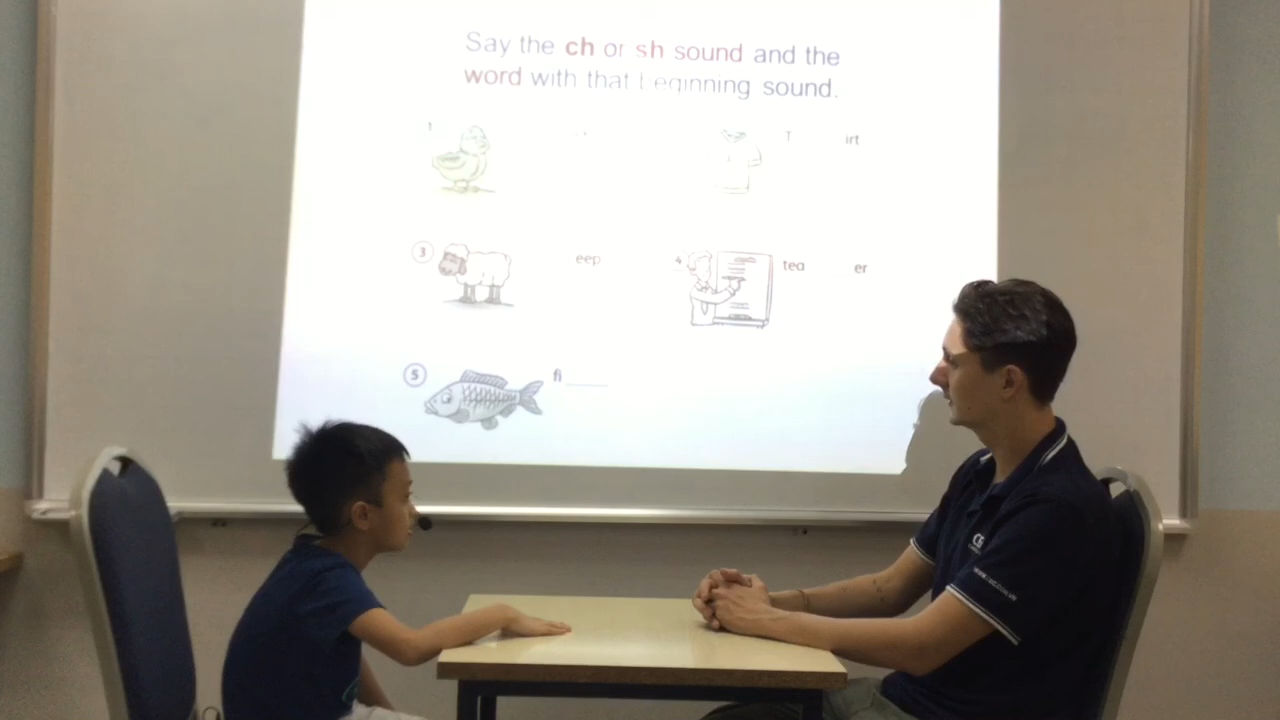 Say the ch or sh sound and the
word with that beginning sound.
T irt
3 eep
4 tea er
5 fi____